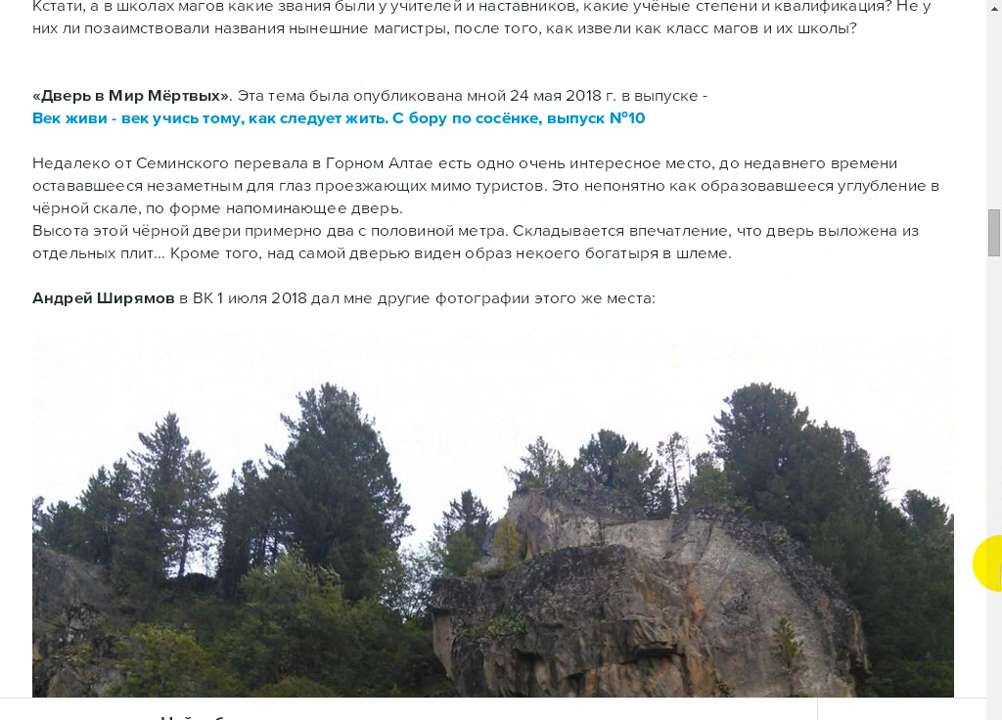 Кстати, а в школах магов какие звания были у учителей и наставников, какие учёные степени и квалификация? Не у
них ли позаимствовали названия нынешние магистры, после того, как извели как класс магов и их школы?
«Дверь в Мир Мёртвых». Эта тема была опубликована мной 24 мая 2018 г. в выпуске -
Век живи - век учись тому, как следует жить. С бору по сосёнке, выпуск №10
Недалеко от Семинского перевала в Горном Алтае есть одно очень интересное место, до недавнего времени
остававшееся незаметным для глаз проезжающих мимо туристов. Это непонятно как образовавшееся углубление в
чёрной скале, по форме напоминающее дверь.
Высота этой чёрной двери примерно два с половиной метра. Складывается впечатление, что дверь выложена из
отдельных плит... Кроме того, над самой дверью виден образ некоего богатыря в шлеме.
Андрей Ширямов в ВК 1 июля 2018 дал мне другие фотографии этого же места: